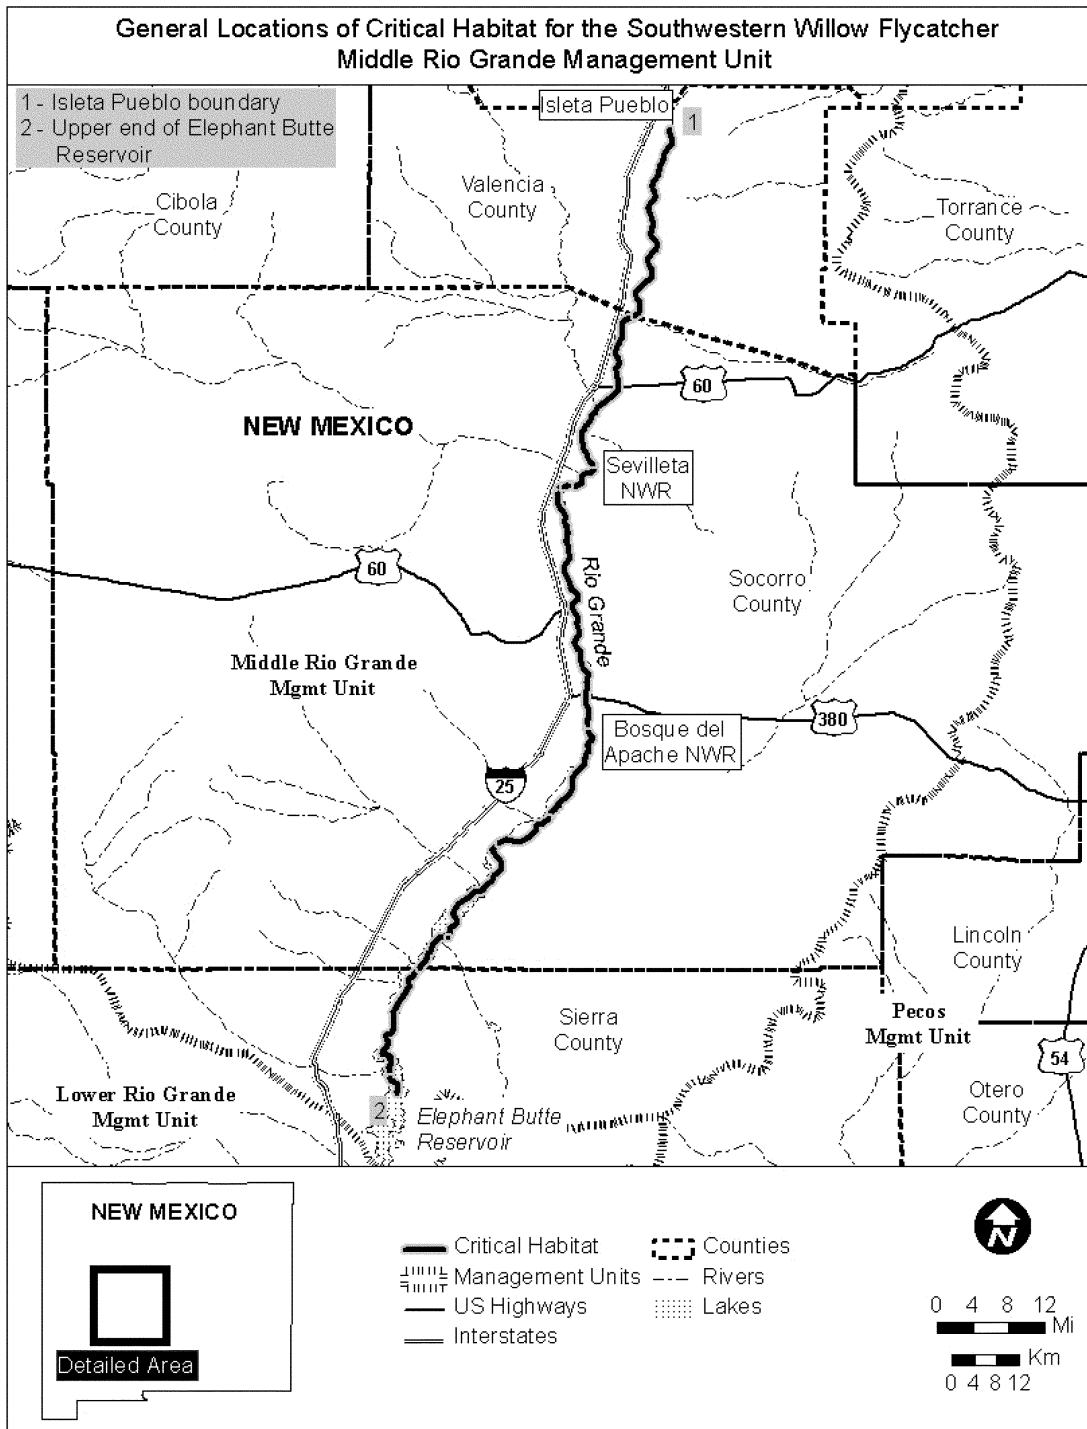 General Locations of Critical Habitat for the Southwestern Willow Flycatcher
Middle Rio Grande Management Unit
1 - Isleta Pueblo boundary
2 - Upper end of Elephant Butte
Reservoir
Isleta Pueblo
1
Cibola
County
Valencia
County
Torrance
County
60
NEW MEXICO
Sevilleta
NWR
60
Rio Grande
Socorro
County
Middle Rio Grande
Mgmt Unit
380
Bosque del
Apache NWR
25
Lincoln
County
Sierra
County
Pecos
Mgmt Unit
54
Lower Rio Grande
Mgmt Unit
2
Elephant Butte
Reservoir
Otero
County
NEW MEXICO
Detailed Area
Critical Habitat
Management Units
US Highways
Interstates
Counties
Rivers
Lakes
N
0 4 8 12
Mi
Km
0 4 8 12